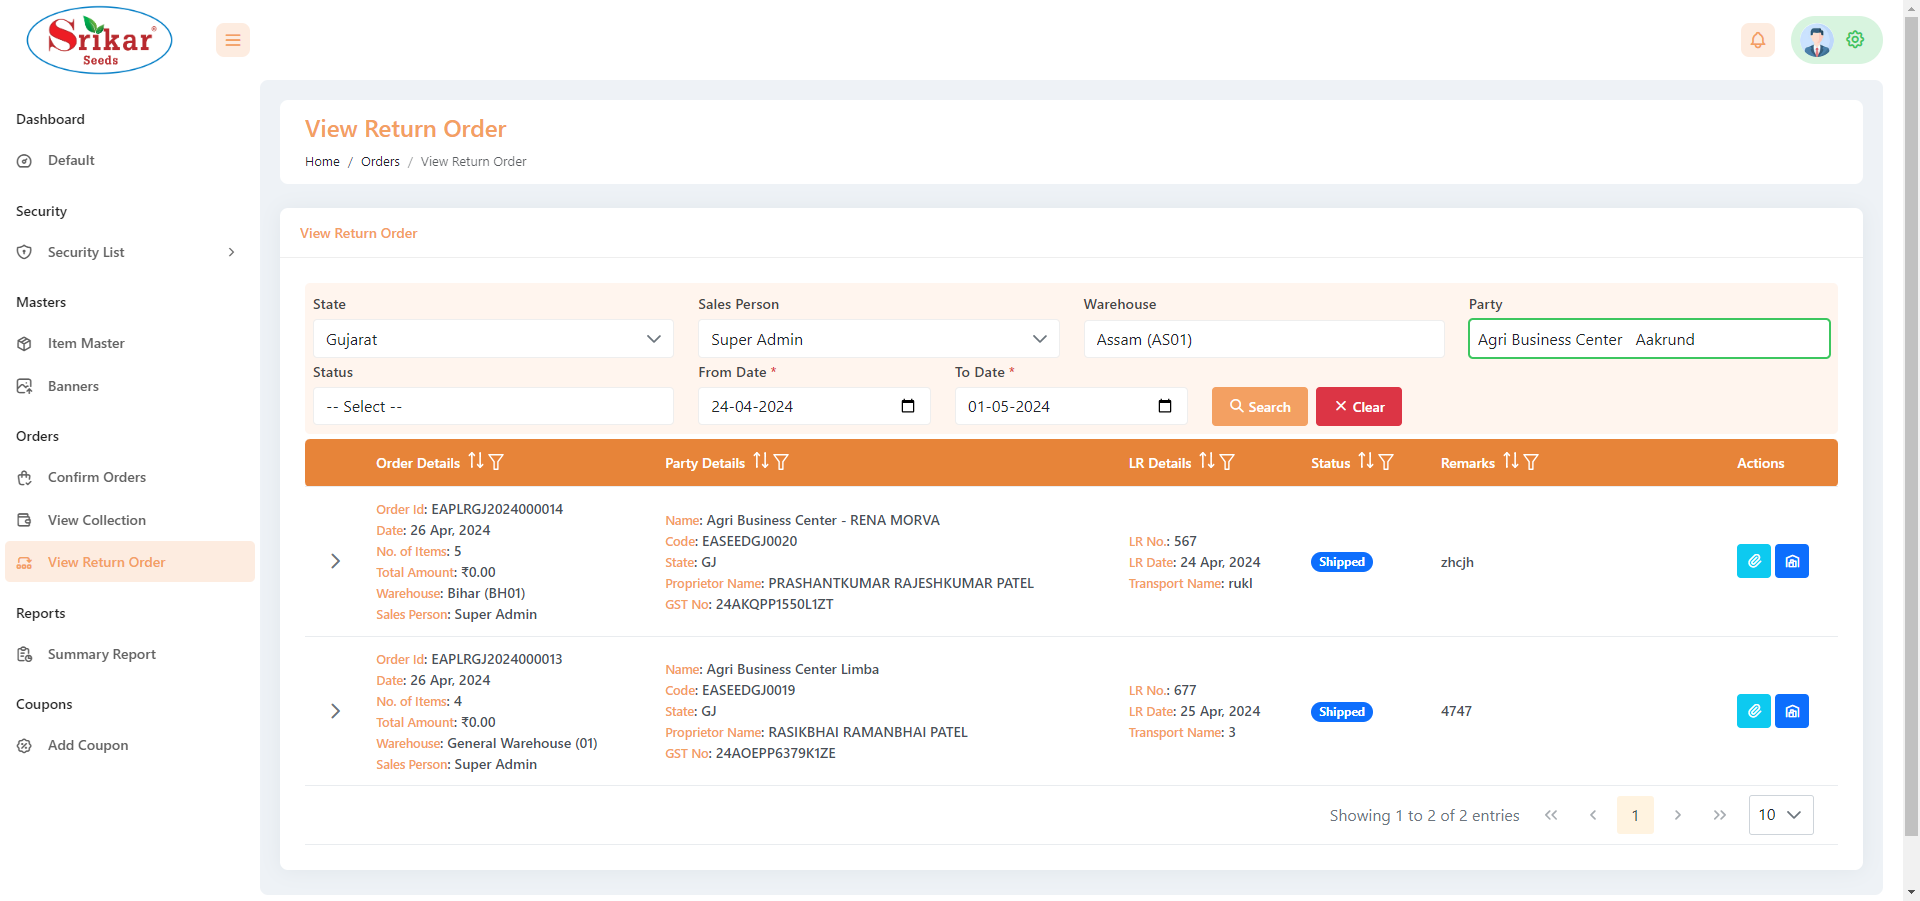 Srikar®
Seeds
Dashboard
Default
Security
Security List
Masters
Item Master
Banners
Orders
Confirm Orders
View Collection
View Return Order
Reports
Summary Report
Coupons
Add Coupon
View Return Order
Home / Orders / View Return Order
View Return Order
State Sales Person Warehouse Party
Gujarat Super Admin Assam (AS01) Agri Business Center Aakrund
Status From Date * To Date *
-- Select -- 24-04-2024 01-05-2024 Search Clear
Order Details Party Details LR Details Status Remarks Actions
Order Id: EAPLRGJ2024000014
Date: 26 Apr, 2024
No. of Items: 5
Total Amount: ₹0.00
Warehouse: Bihar (BH01)
Sales Person: Super Admin
Name: Agri Business Center - RENA MORVA
Code: EASEEDGJ0020
State: GJ
Proprietor Name: PRASHANTKUMAR RAJESHKUMAR PATEL
GST No: 24AKQPP1550L1ZT
LR No.: 567
LR Date: 24 Apr, 2024
Transport Name: rukl
Shipped
zhcjh
Order Id: EAPLRGJ2024000013
Date: 26 Apr, 2024
No. of Items: 4
Total Amount: ₹0.00
Warehouse: General Warehouse (01)
Sales Person: Super Admin
Name: Agri Business Center Limba
Code: EASEEDGJ0019
State: GJ
Proprietor Name: RASIKBHAI RAMANBHAI PATEL
GST No: 24AOEPP6379K1ZE
LR No.: 677
LR Date: 25 Apr, 2024
Transport Name: 3
Shipped
4747
Showing 1 to 2 of 2 entries 1 10